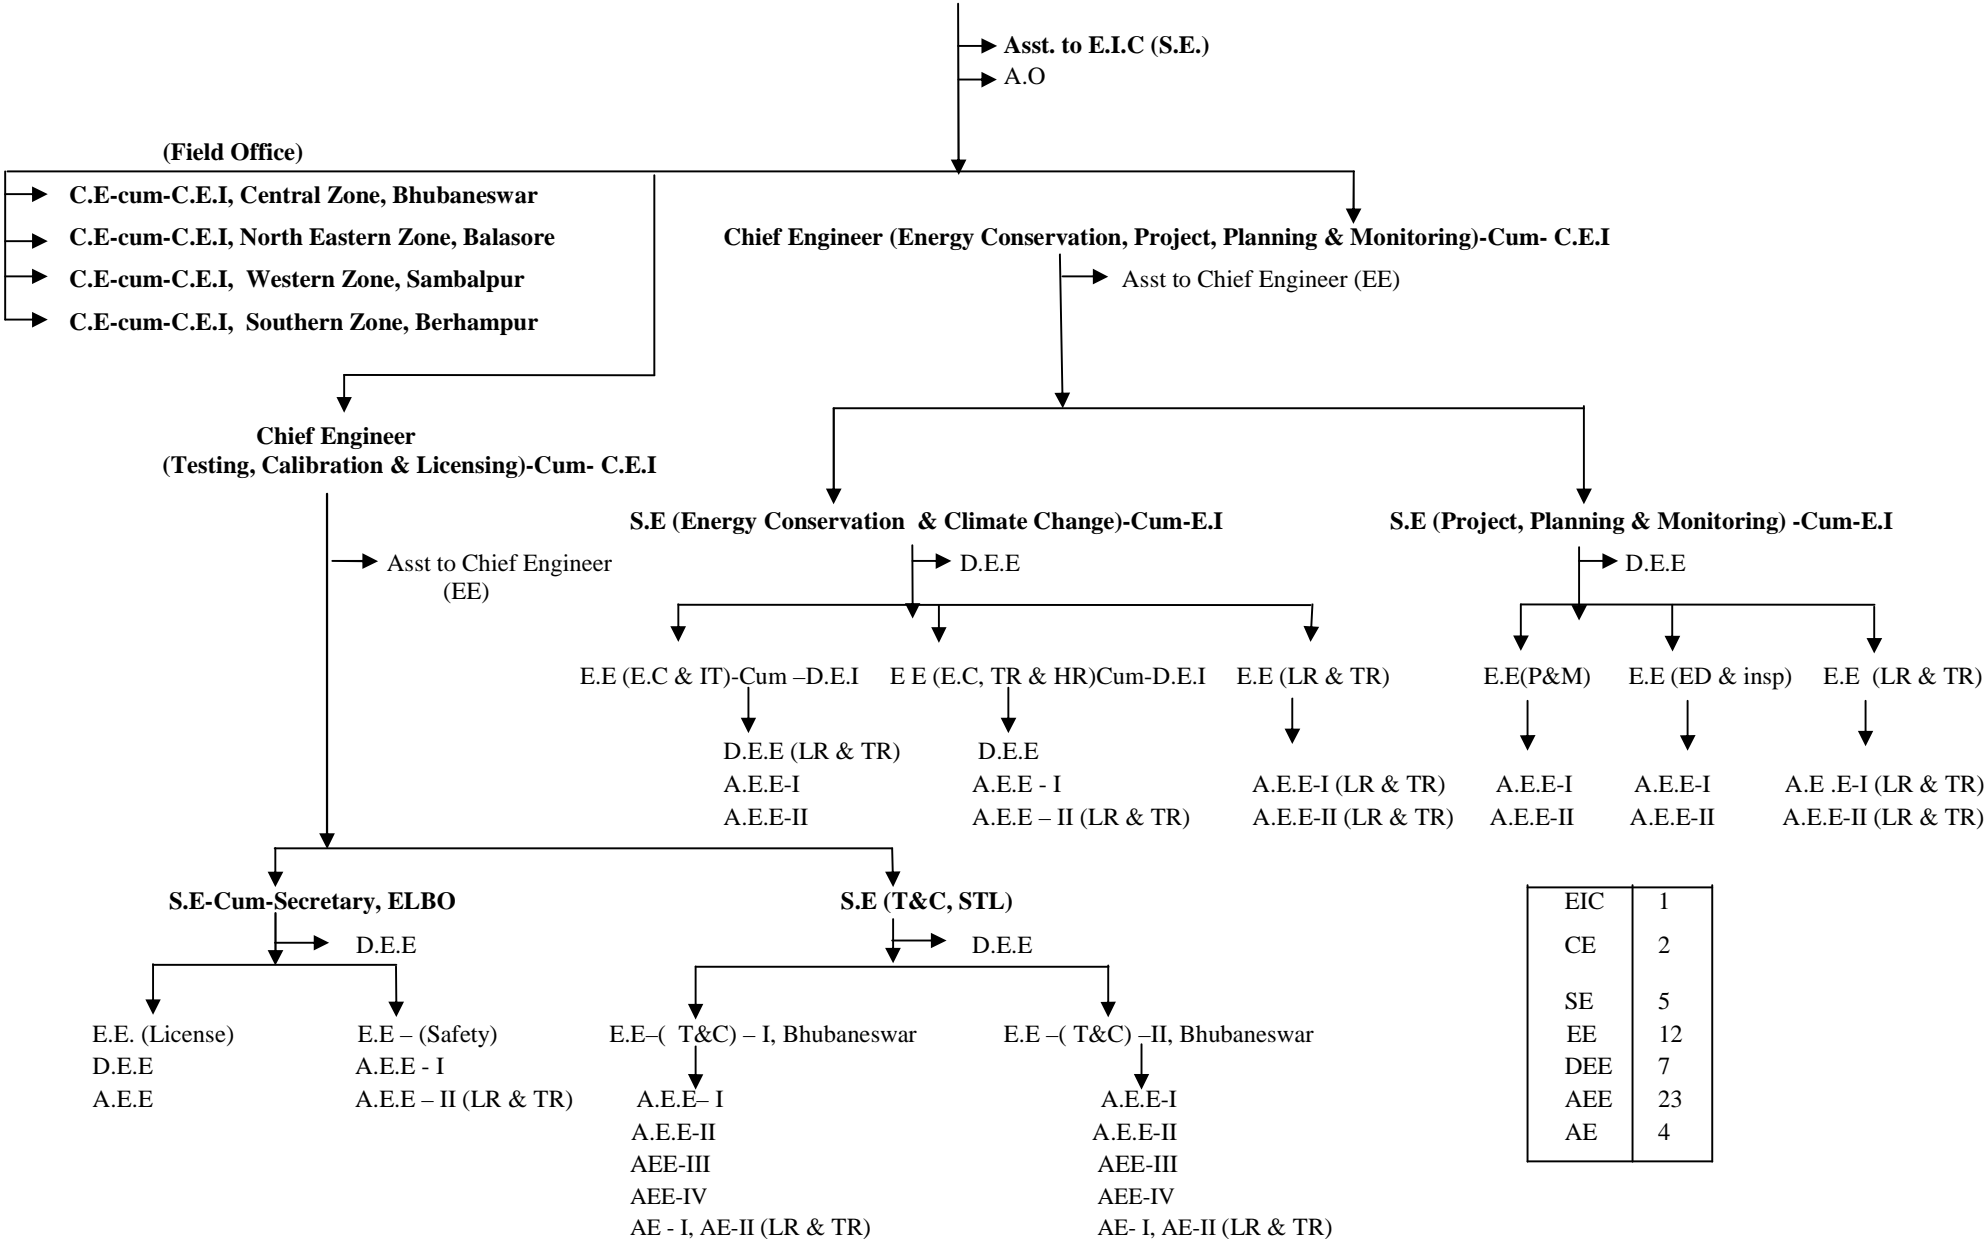 Asst. to E.I.C (S.E.)
A.O
(Field Office)
C.E-cum-C.E.I, Central Zone, Bhubaneswar
C.E-cum-C.E.I, North Eastern Zone, Balasore
C.E-cum-C.E.I, Western Zone, Sambalpur
C.E-cum-C.E.I, Southern Zone, Berhampur
Chief Engineer (Energy Conservation, Project, Planning & Monitoring)-Cum- C.E.I
Asst to Chief Engineer (EE)
Chief Engineer
(Testing, Calibration & Licensing)-Cum- C.E.I
Asst to Chief Engineer
(EE)
S.E (Energy Conservation & Climate Change)-Cum-E.I
D.E.E
S.E (Project, Planning & Monitoring) -Cum-E.I
D.E.E
E.E (E.C & IT)-Cum –D.E.I
D.E.E (LR & TR)
A.E.E-I
A.E.E-II
E E (E.C, TR & HR)Cum-D.E.I
D.E.E
A.E.E - I
A.E.E – II (LR & TR)
E.E (LR & TR)
A.E.E-I (LR & TR)
A.E.E-II (LR & TR)
E.E(P&M)
A.E.E-I
A.E.E-II
E.E (ED & insp)
A.E.E-I
A.E.E-II
E.E (LR & TR)
A.E .E-I (LR & TR)
A.E.E-II (LR & TR)
S.E-Cum-Secretary, ELBO
D.E.E
E.E. (License)
D.E.E
A.E.E
E.E – (Safety)
A.E.E - I
A.E.E – II (LR & TR)
S.E (T&C, STL)
D.E.E
E.E–( T&C) – I, Bhubaneswar
A.E.E– I
A.E.E-II
AEE-III
AEE-IV
AE - I, AE-II (LR & TR)
E.E –( T&C) –II, Bhubaneswar
A.E.E-I
A.E.E-II
AEE-III
AEE-IV
AE- I, AE-II (LR & TR)
EIC 1
CE 2
SE 5
EE 12
DEE 7
AEE 23
AE 4